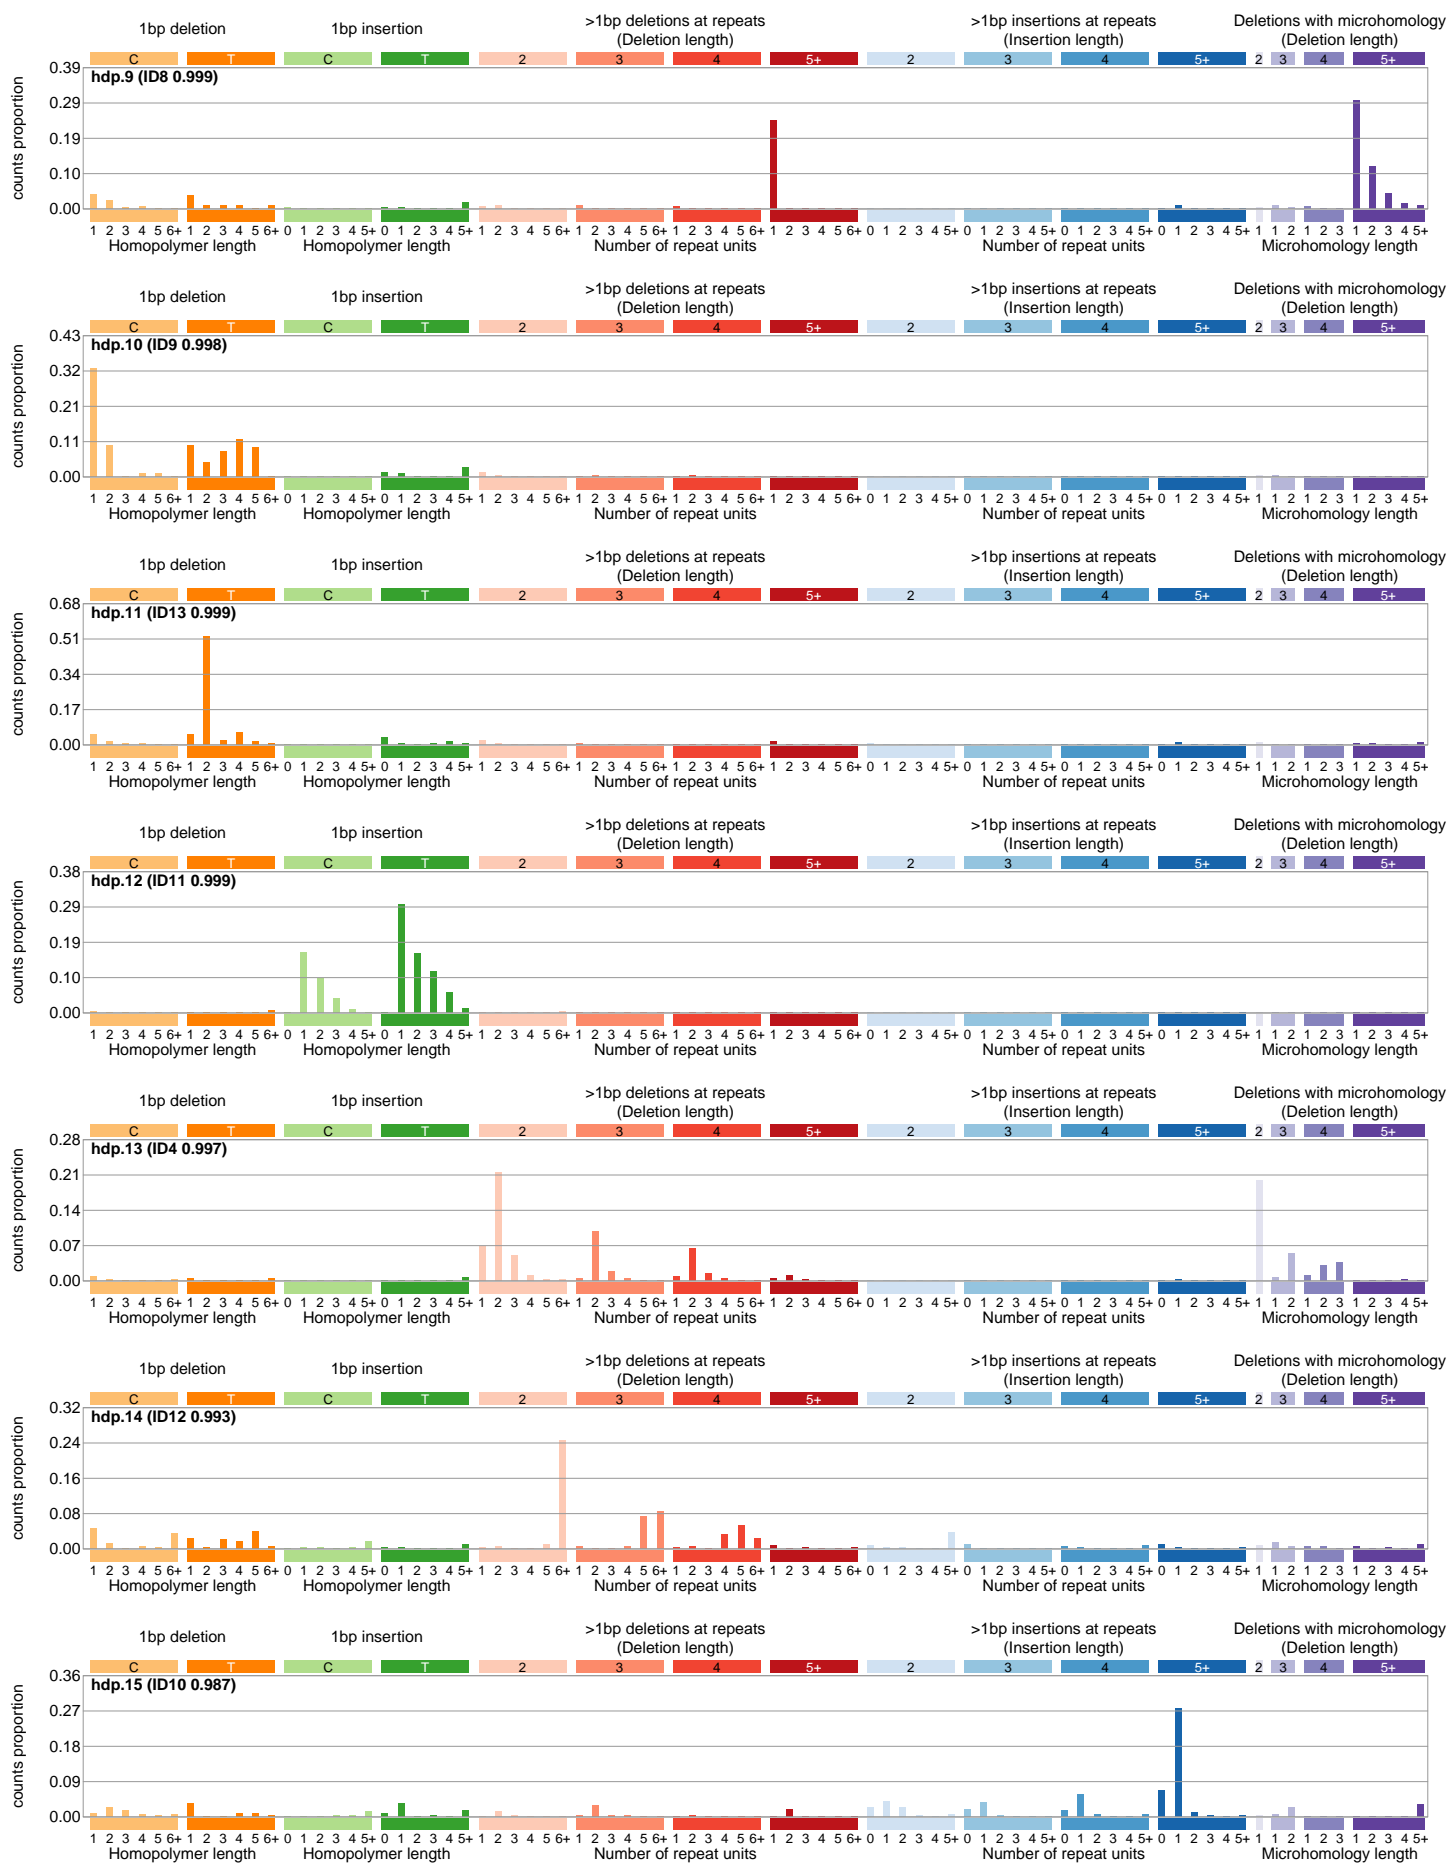 1bp deletion 1bp insertion >1bp deletions at repeats >1bp insertions at repeats Deletions with microhomology
(Deletion length) (Insertion length) (Deletion length)
C T C T 2 3 4 5+ 2 3 4 5+ 2 3 4 5+
0.39
hdp.9 (ID8 0.999)
0.29
0.19
0.10
0.00
counts proportion
1 2 3 4 5 6+ 1 2 3 4 5 6+ 0 1 2 3 4 5+ 0 1 2 3 4 5+ 1 2 3 4 5 6+ 1 2 3 4 5 6+ 1 2 3 4 5 6+ 1 2 3 4 5 6+ 0 1 2 3 4 5+ 0 1 2 3 4 5+ 0 1 2 3 4 5+ 0 1 2 3 4 5+ 1 1 2 1 2 3 1 2 3 4 5+
Homopolymer length Homopolymer length Number of repeat units Number of repeat units Microhomology length
1bp deletion 1bp insertion >1bp deletions at repeats >1bp insertions at repeats Deletions with microhomology
(Deletion length) (Insertion length) (Deletion length)
C T C T 2 3 4 5+ 2 3 4 5+ 2 3 4 5+
0.43
hdp.10 (ID9 0.998)
0.32
0.21
0.11
0.00
counts proportion
1 2 3 4 5 6+ 1 2 3 4 5 6+ 0 1 2 3 4 5+ 0 1 2 3 4 5+ 1 2 3 4 5 6+ 1 2 3 4 5 6+ 1 2 3 4 5 6+ 1 2 3 4 5 6+ 0 1 2 3 4 5+ 0 1 2 3 4 5+ 0 1 2 3 4 5+ 0 1 2 3 4 5+ 1 1 2 1 2 3 1 2 3 4 5+
Homopolymer length Homopolymer length Number of repeat units Number of repeat units Microhomology length
1bp deletion 1bp insertion >1bp deletions at repeats >1bp insertions at repeats Deletions with microhomology
(Deletion length) (Insertion length) (Deletion length)
C T C T 2 3 4 5+ 2 3 4 5+ 2 3 4 5+
0.68
hdp.11 (ID13 0.999)
0.51
0.34
0.17
0.00
counts proportion
1 2 3 4 5 6+ 1 2 3 4 5 6+ 0 1 2 3 4 5+ 0 1 2 3 4 5+ 1 2 3 4 5 6+ 1 2 3 4 5 6+ 1 2 3 4 5 6+ 1 2 3 4 5 6+ 0 1 2 3 4 5+ 0 1 2 3 4 5+ 0 1 2 3 4 5+ 0 1 2 3 4 5+ 1 1 2 1 2 3 1 2 3 4 5+
Homopolymer length Homopolymer length Number of repeat units Number of repeat units Microhomology length
1bp deletion 1bp insertion >1bp deletions at repeats >1bp insertions at repeats Deletions with microhomology
(Deletion length) (Insertion length) (Deletion length)
C T C T 2 3 4 5+ 2 3 4 5+ 2 3 4 5+
0.38
hdp.12 (ID11 0.999)
0.29
0.19
0.10
0.00
counts proportion
1 2 3 4 5 6+ 1 2 3 4 5 6+ 0 1 2 3 4 5+ 0 1 2 3 4 5+ 1 2 3 4 5 6+ 1 2 3 4 5 6+ 1 2 3 4 5 6+ 1 2 3 4 5 6+ 0 1 2 3 4 5+ 0 1 2 3 4 5+ 0 1 2 3 4 5+ 0 1 2 3 4 5+ 1 1 2 1 2 3 1 2 3 4 5+
Homopolymer length Homopolymer length Number of repeat units Number of repeat units Microhomology length
1bp deletion 1bp insertion >1bp deletions at repeats >1bp insertions at repeats Deletions with microhomology
(Deletion length) (Insertion length) (Deletion length)
C T C T 2 3 4 5+ 2 3 4 5+ 2 3 4 5+
0.28
hdp.13 (ID4 0.997)
0.21
0.14
0.07
0.00
counts proportion
1 2 3 4 5 6+ 1 2 3 4 5 6+ 0 1 2 3 4 5+ 0 1 2 3 4 5+ 1 2 3 4 5 6+ 1 2 3 4 5 6+ 1 2 3 4 5 6+ 1 2 3 4 5 6+ 0 1 2 3 4 5+ 0 1 2 3 4 5+ 0 1 2 3 4 5+ 0 1 2 3 4 5+ 1 1 2 1 2 3 1 2 3 4 5+
Homopolymer length Homopolymer length Number of repeat units Number of repeat units Microhomology length
1bp deletion 1bp insertion >1bp deletions at repeats >1bp insertions at repeats Deletions with microhomology
(Deletion length) (Insertion length) (Deletion length)
C T C T 2 3 4 5+ 2 3 4 5+ 2 3 4 5+
0.32
hdp.14 (ID12 0.993)
0.24
0.16
0.08
0.00
counts proportion
1 2 3 4 5 6+ 1 2 3 4 5 6+ 0 1 2 3 4 5+ 0 1 2 3 4 5+ 1 2 3 4 5 6+ 1 2 3 4 5 6+ 1 2 3 4 5 6+ 1 2 3 4 5 6+ 0 1 2 3 4 5+ 0 1 2 3 4 5+ 0 1 2 3 4 5+ 0 1 2 3 4 5+ 1 1 2 1 2 3 1 2 3 4 5+
Homopolymer length Homopolymer length Number of repeat units Number of repeat units Microhomology length
1bp deletion 1bp insertion >1bp deletions at repeats >1bp insertions at repeats Deletions with microhomology
(Deletion length) (Insertion length) (Deletion length)
C T C T 2 3 4 5+ 2 3 4 5+ 2 3 4 5+
0.36
hdp.15 (ID10 0.987)
0.27
0.18
0.09
0.00
counts proportion
1 2 3 4 5 6+ 1 2 3 4 5 6+ 0 1 2 3 4 5+ 0 1 2 3 4 5+ 1 2 3 4 5 6+ 1 2 3 4 5 6+ 1 2 3 4 5 6+ 1 2 3 4 5 6+ 0 1 2 3 4 5+ 0 1 2 3 4 5+ 0 1 2 3 4 5+ 0 1 2 3 4 5+ 1 1 2 1 2 3 1 2 3 4 5+
Homopolymer length Homopolymer length Number of repeat units Number of repeat units Microhomology length